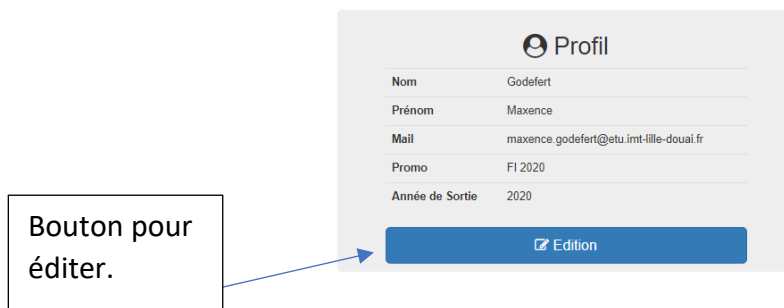 Profil
Nom Godefert
Prénom Maxence
Mail maxence.godefert@etu.imt-lille-douai.fr
Promo FI 2020
Année de Sortie 2020
Edition
Bouton pour
éditer.